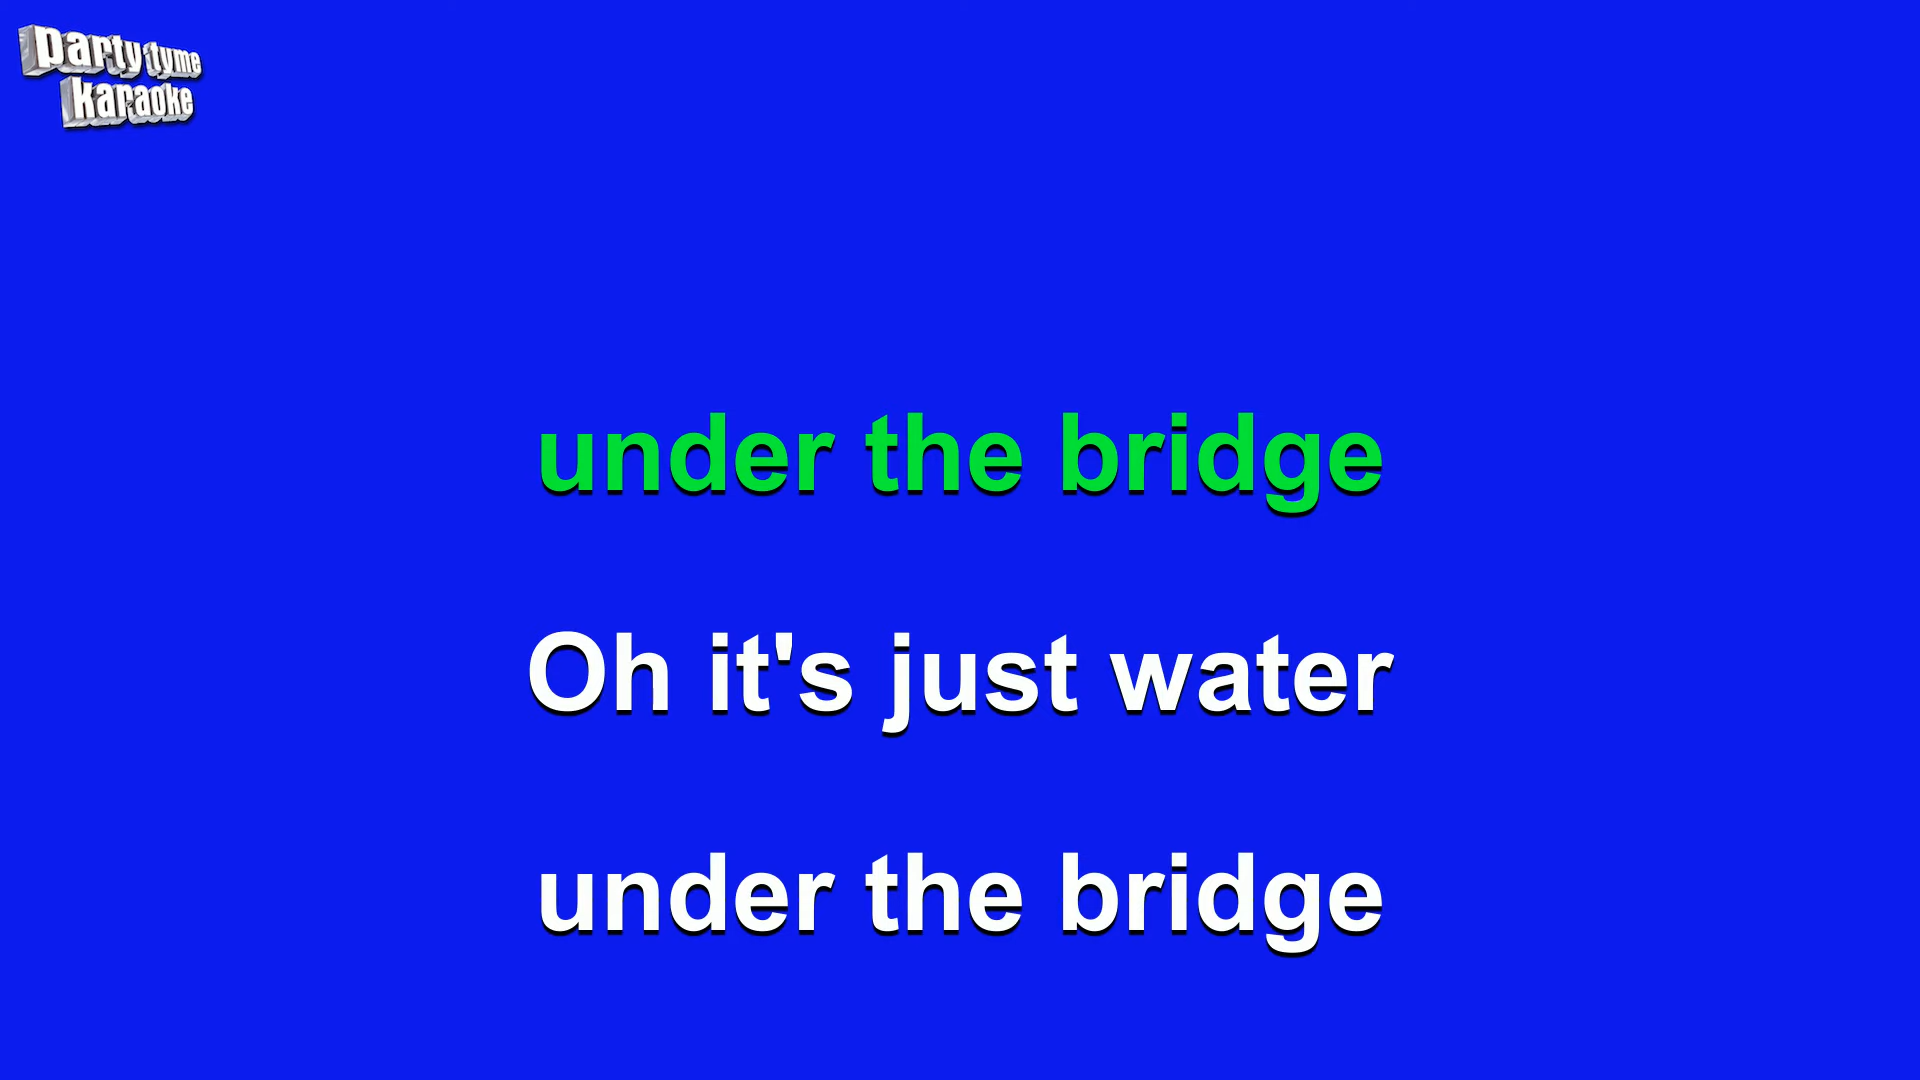 party tyme
karaoke
under the bridge
Oh it's just water
under the bridge